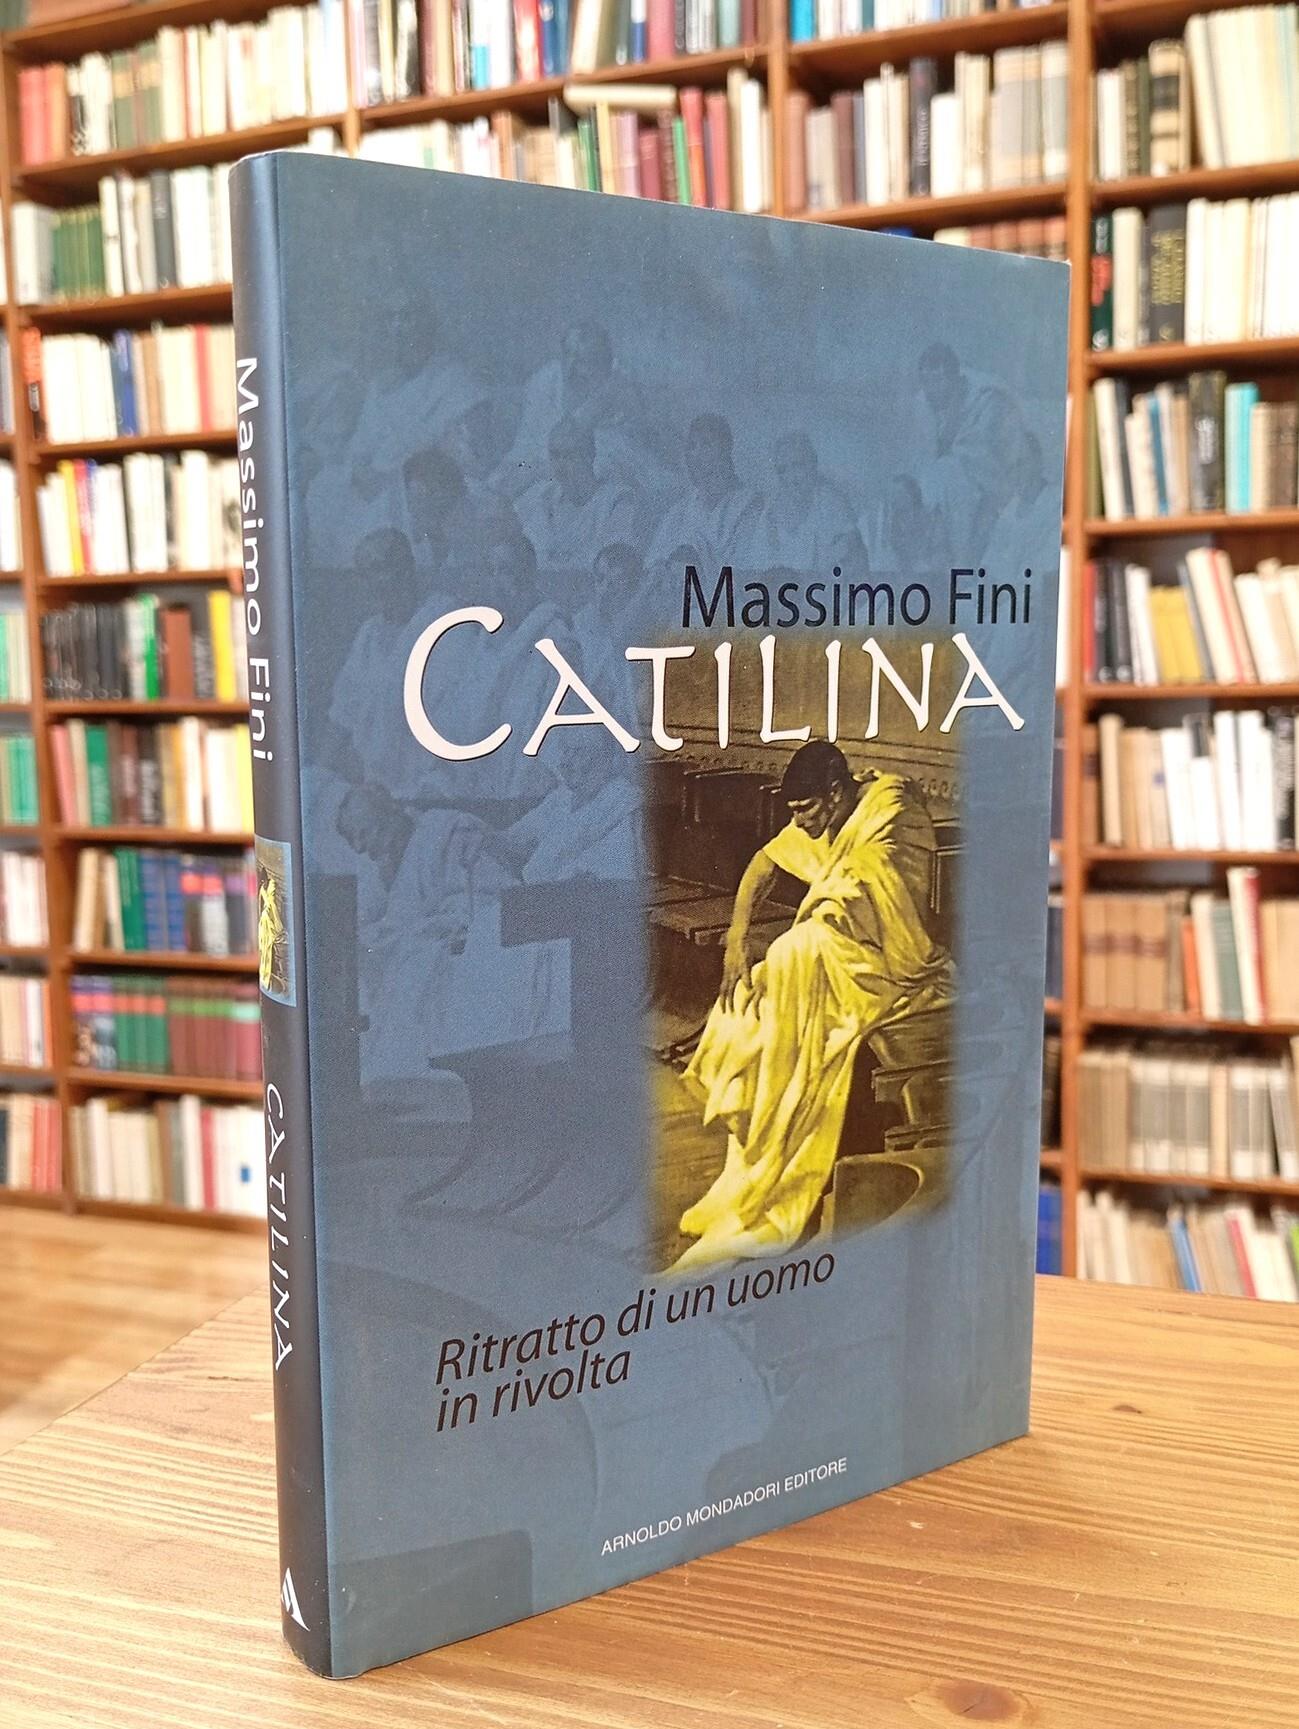 Massimo Fini
CATILINA
Ritratto di un uomo
in rivolta
ARNOLDO MONDADORI EDITORE
Massimo Fini
CATILINA